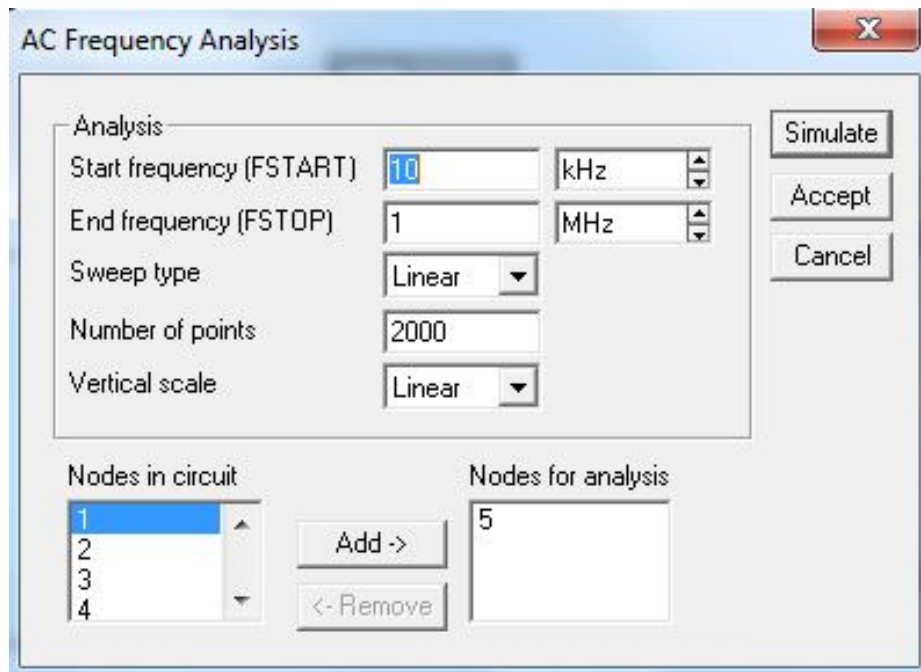 AC Frequency Analysis
X
Analysis
Start frequency (FSTART) 10 kHz
End frequency (FSTOP) 1 MHz
Sweep type Linear
Number of points 2000
Vertical scale Linear
Simulate
Accept
Cancel
Nodes in circuit
1
2
3
4
Add ->
<- Remove
Nodes for analysis
5